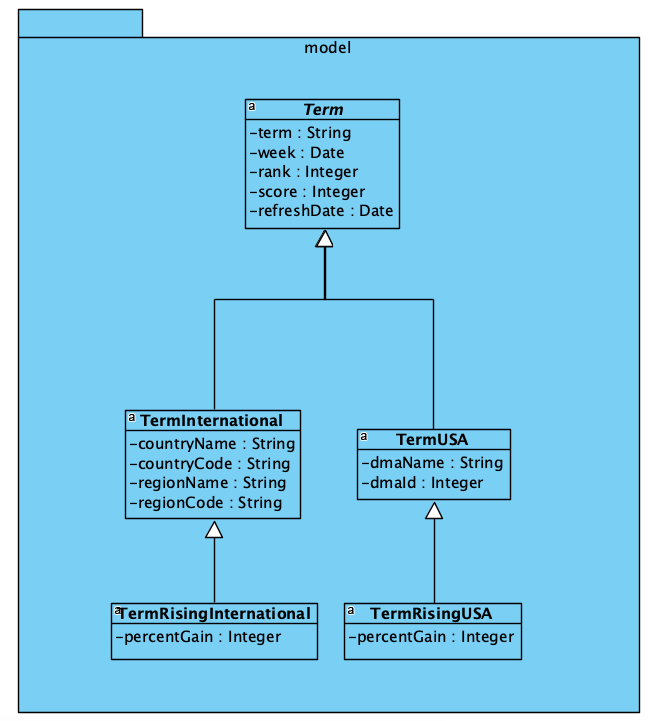 model
a
Term
-term : String
-week : Date
-rank : Integer
-score : Integer
-refreshDate : Date
a
TermInternational
-countryName : String
-countryCode : String
-regionName : String
-regionCode : String
a
TermUSA
-dmaName : String
-dmaId : Integer
a
TermRisingInternational
-percentGain : Integer
a
TermRisingUSA
-percentGain : Integer